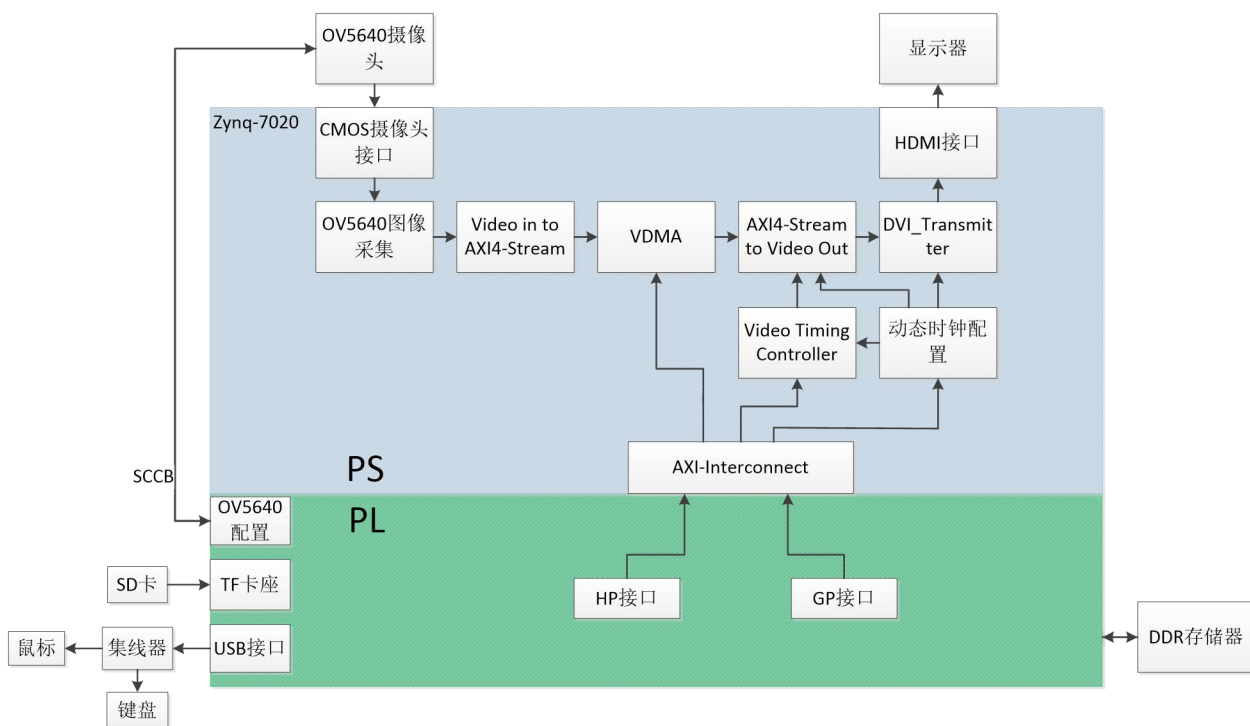 OV5640摄像
头
显示器
Zynq-7020
CMOS摄像头
接口
HDMI接口
OV5640图像
采集
Video in to
AXI4-Stream
VDMA
AXI4-Stream
to Video Out
DVI_Transmi
tter
Video Timing
Controller
动态时钟配
置
AXI-Interconnect
PS
SCCB
PL
OV5640
配置
SD卡
TF卡座
HP接口
GP接口
鼠标
集线器
USB接口
DDR存储器
键盘